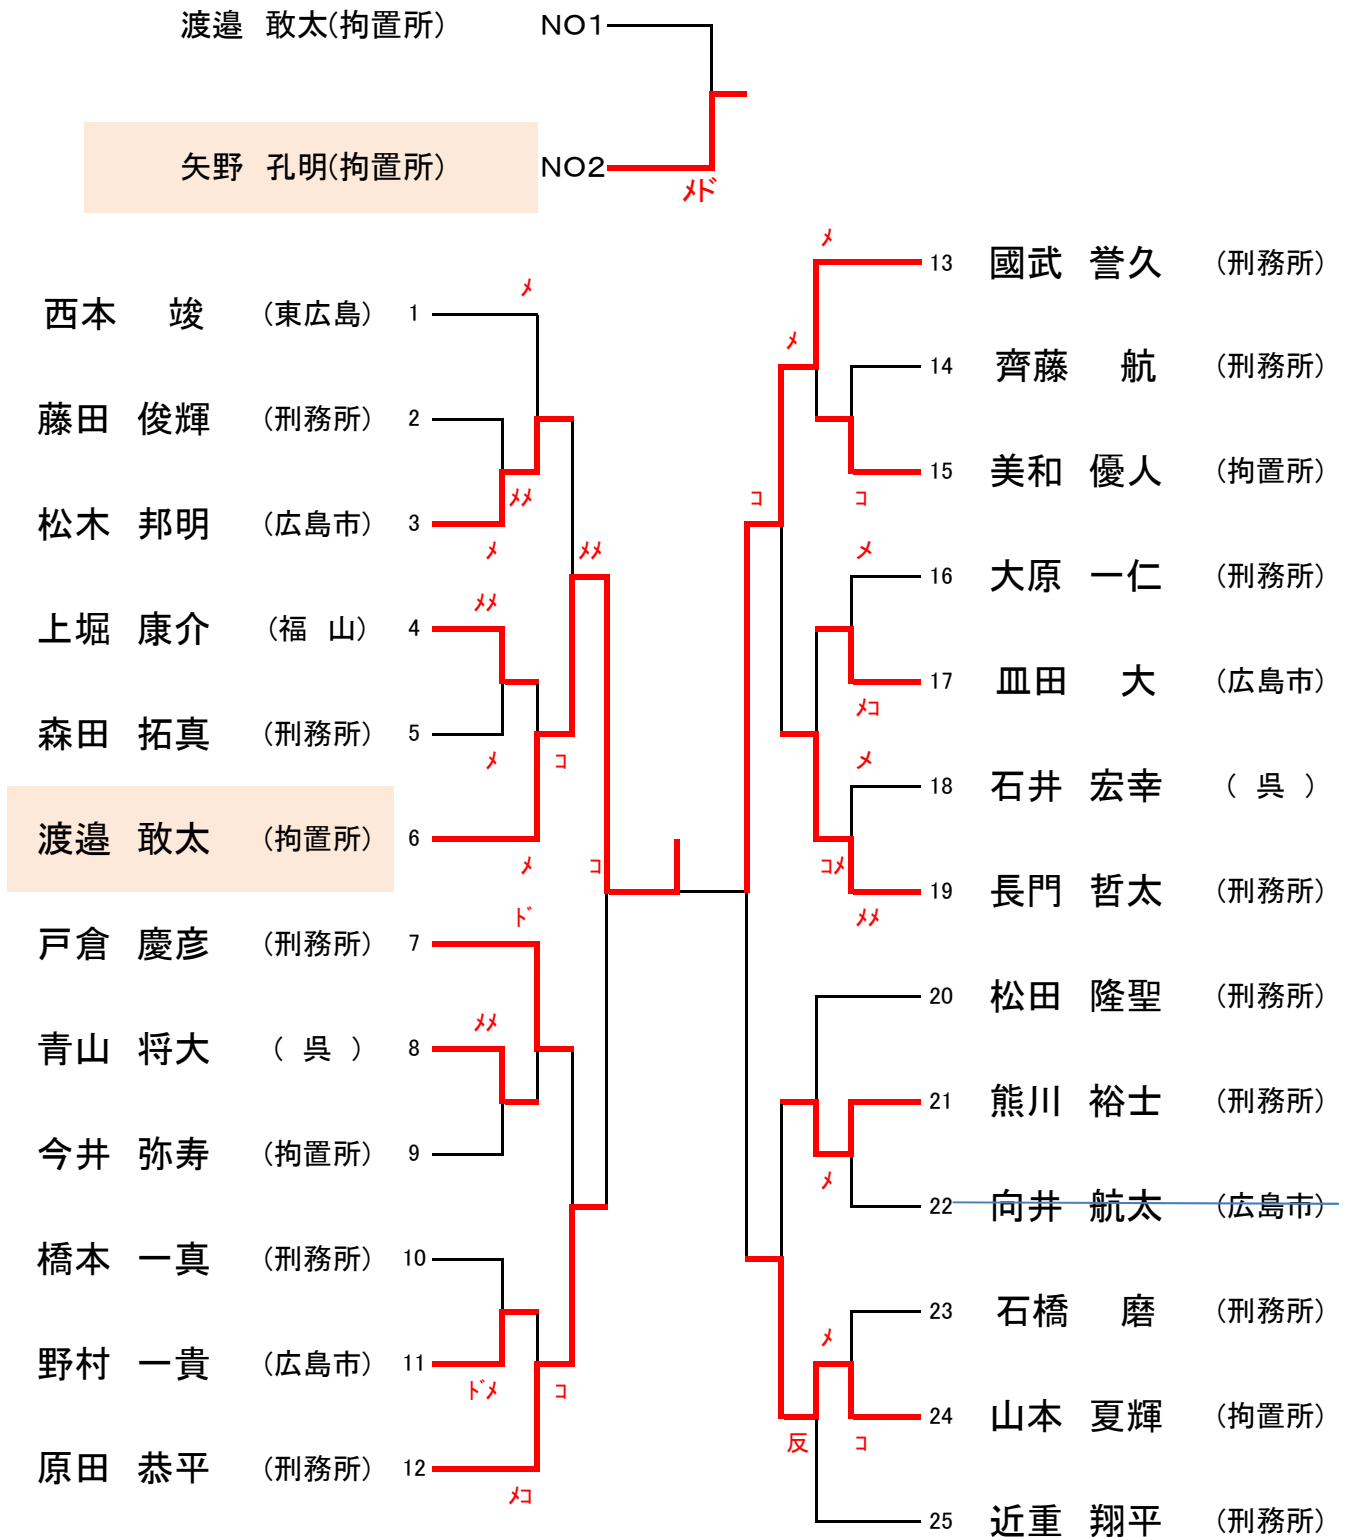 渡邉 敢太(拘置所) NO1
矢野 孔明(拘置所) NO2
ﾒﾄﾞ
西本 竣 (東広島) 1
ﾒ
藤田 俊輝 (刑務所) 2
ﾒﾒ
松木 邦明 (広島市) 3
ﾒ
ﾒﾒ
ﾒﾒ
上堀 康介 (福 山) 4
森田 拓真 (刑務所) 5
ﾒ
ｺ
渡邉 敢太 (拘置所) 6
ﾒ
ｺ
ﾄﾞ
戸倉 慶彦 (刑務所) 7
ﾒﾒ
青山 将大 ( 呉 ) 8
今井 弥寿 (拘置所) 9
橋本 一真 (刑務所) 10
野村 一貴 (広島市) 11
ﾄﾞﾒ
ｺ
原田 恭平 (刑務所) 12
ﾒｺ
ﾒ
13 國武 誉久 (刑務所)
ﾒ
14 齊藤 航 (刑務所)
15 美和 優人 (拘置所)
ｺ
ｺ
ﾒ
16 大原 一仁 (刑務所)
17 皿田 大 (広島市)
ﾒｺ
ﾒ
18 石井 宏幸 ( 呉 )
ｺﾒ
19 長門 哲太 (刑務所)
ﾒﾒ
20 松田 隆聖 (刑務所)
21 熊川 裕士 (刑務所)
ﾒ
22 向井 航太 (広島市)
23 石橋 磨 (刑務所)
ﾒ
24 山本 夏輝 (拘置所)
反
ｺ
25 近重 翔平 (刑務所)